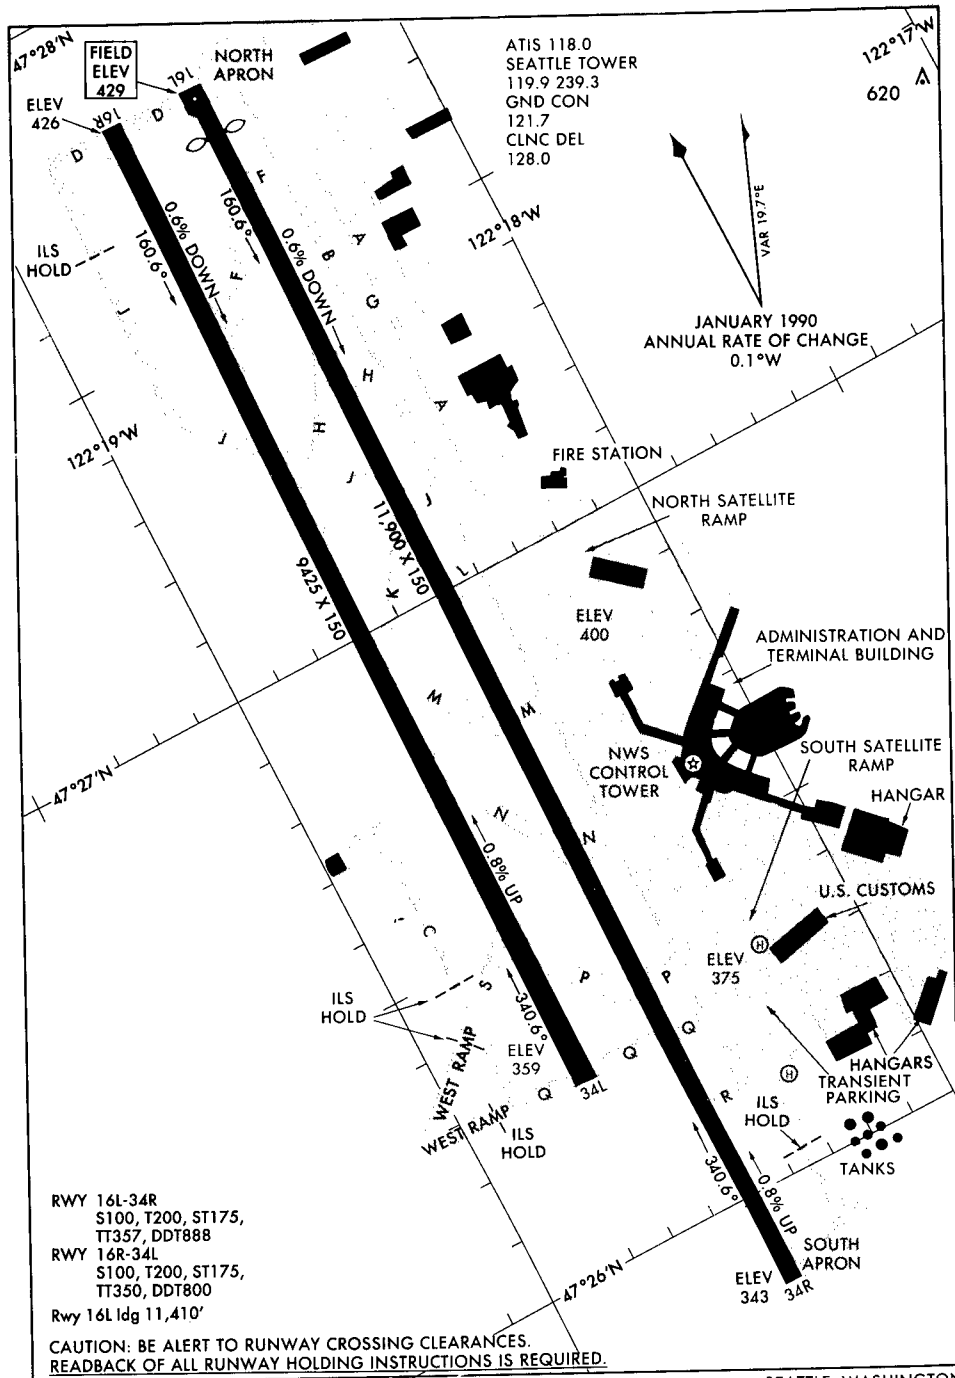 47°28'N
FIELD
ELEV
429
16L
NORTH
APRON
ATIS 118.0
SEATTLE TOWER
119.9 239.3
GND CON
121.7
CLNC DEL
128.0
122°17'W
620
ELEV
426
16R
D
D
F
VAR 19.7°E
160.6°
0.6% DOWN
160.6°
0.6% DOWN
122°18'W
ILS
HOLD
A
B
F
G
J
JANUARY 1990
ANNUAL RATE OF CHANGE
0.1°W
H
A
H
122°19'W
J
J
J
FIRE STATION
NORTH SATELLITE
RAMP
11,900 X 150
9425 X 150
L
K
ELEV
400
ADMINISTRATION AND
TERMINAL BUILDING
M
M
NWS
CONTROL
TOWER
SOUTH SATELLITE
RAMP
47°27'N
HANGAR
N
N
0.8% UP
U.S. CUSTOMS
C
H
ELEV
375
S
P
P
340.6°
ILS
HOLD
WEST RAMP
ELEV
359
Q
Q
Q
34L
H
HANGARS
TRANSIENT
PARKING
R
WEST RAMP
ILS
HOLD
ILS
HOLD
TANKS
340.6°
0.8% UP
RWY 16L-34R
S100, T200, ST175,
TT357, DDT888
RWY 16R-34L
S100, T200, ST175,
TT350, DDT800
Rwy 16L ldg 11,410'
SOUTH
APRON
47°26'N
ELEV
343
34R
CAUTION: BE ALERT TO RUNWAY CROSSING CLEARANCES.
READBACK OF ALL RUNWAY HOLDING INSTRUCTIONS IS REQUIRED.
SEATTLE, WASHINGTON